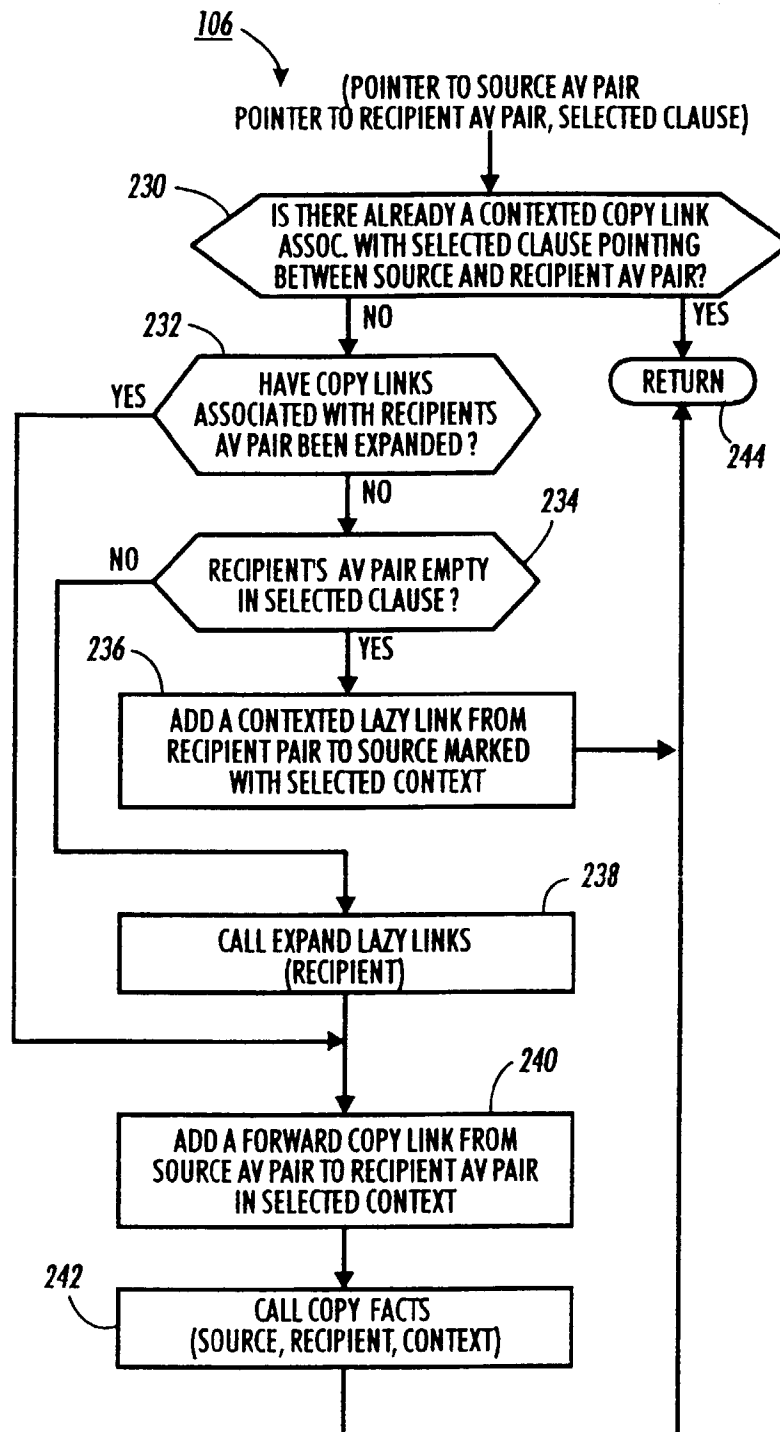 106
(POINTER TO SOURCE AV PAIR
POINTER TO RECIPIENT AV PAIR, SELECTED CLAUSE)
230
IS THERE ALREADY A CONTEXTED COPY LINK
ASSOC. WITH SELECTED CLAUSE POINTING
BETWEEN SOURCE AND RECIPIENT AV PAIR?
NO
YES
232
HAVE COPY LINKS
ASSOCIATED WITH RECIPIENTS
AV PAIR BEEN EXPANDED ?
YES
RETURN
244
NO
234
NO
RECIPIENT'S AV PAIR EMPTY
IN SELECTED CLAUSE ?
YES
236
ADD A CONTEXTED LAZY LINK FROM
RECIPIENT PAIR TO SOURCE MARKED
WITH SELECTED CONTEXT
238
CALL EXPAND LAZY LINKS
(RECIPIENT)
240
ADD A FORWARD COPY LINK FROM
SOURCE AV PAIR TO RECIPIENT AV PAIR
IN SELECTED CONTEXT
242
CALL COPY FACTS
(SOURCE, RECIPIENT, CONTEXT)